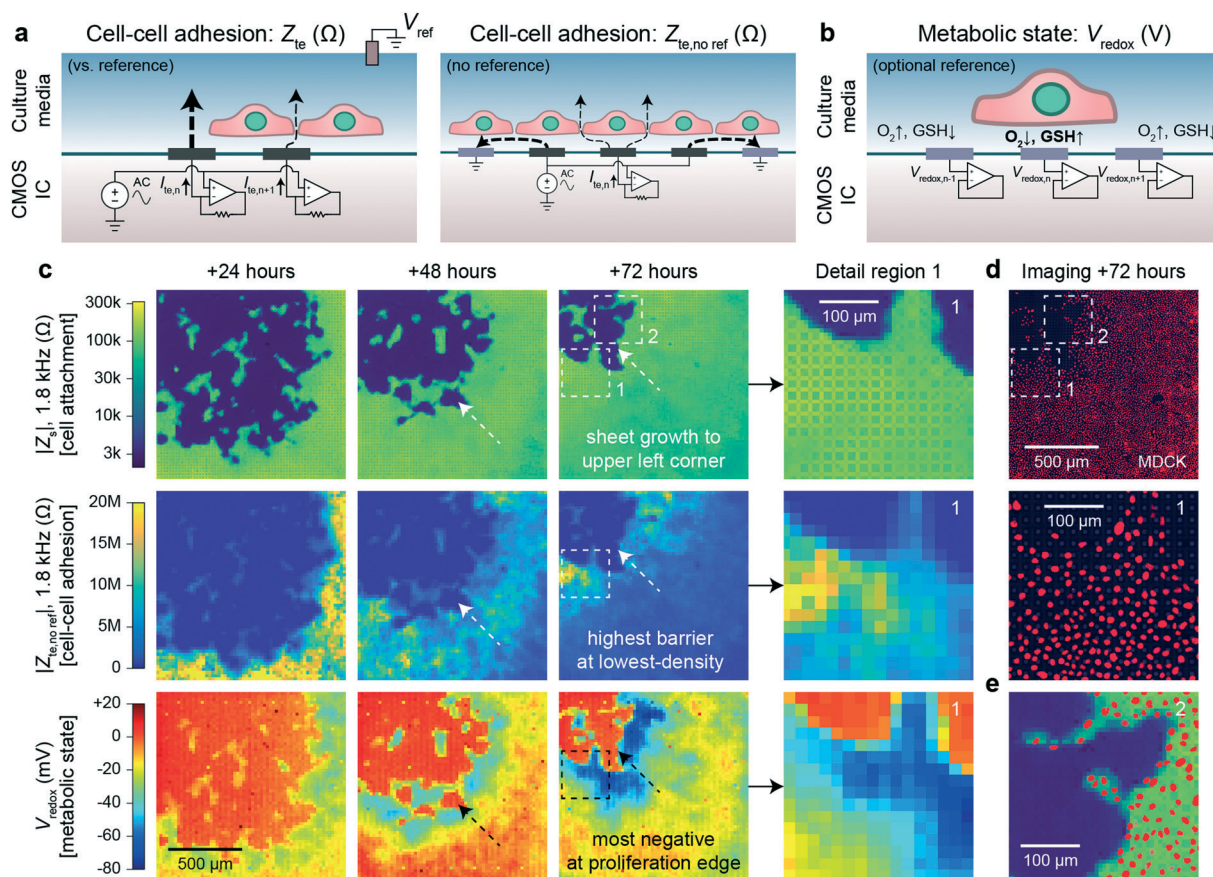 a
Cell-cell adhesion: Zte (Ω)
Vref
Cell-cell adhesion: Zte,no ref (Ω)
b
Metabolic state: Vredox (V)
Culture media
CMOS IC
(vs. reference)
AC
Ite,n
Ite,n+1
(no reference)
AC
Ite,n
Culture media
CMOS IC
(optional reference)
O2↑, GSH↓
O2↓, GSH↑
O2↑, GSH↓
Vredox,n-1
Vredox,n
Vredox,n+1
c
+24 hours
+48 hours
+72 hours
Detail region 1
d
Imaging +72 hours
|Zs|, 1.8 kHz (Ω)
[cell attachment]
300k
100k
30k
10k
3k
2
1
sheet growth to
upper left corner
100 µm
1
2
1
500 µm
MDCK
|Zte,no ref|, 1.8 kHz (Ω)
[cell-cell adhesion]
20M
15M
10M
5M
0
highest barrier
at lowest-density
1
1
100 µm
Vredox (mV)
[metabolic state]
+20
0
-20
-40
-60
-80
500 µm
most negative
at proliferation edge
1
e
2
100 µm